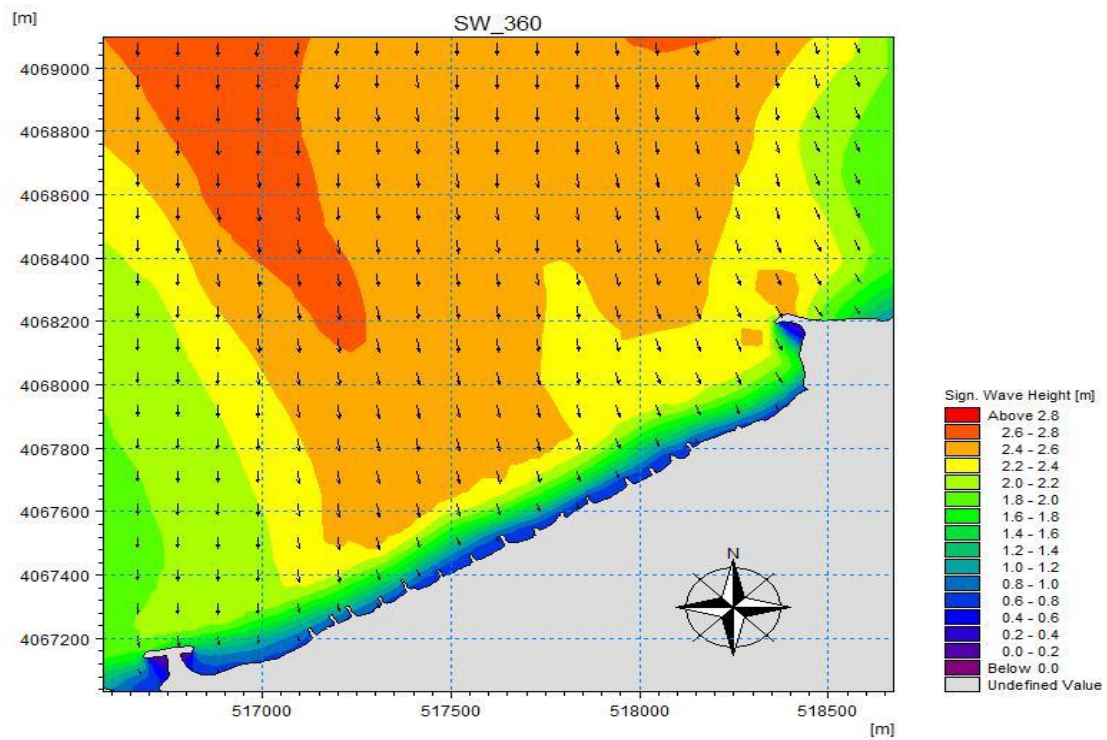 SW_360
[m]
4069000
4068800
4068600
4068400
4068200
4068000
4067800
4067600
4067400
4067200
517000
517500
518000
518500
[m]
N
Sign. Wave Height [m]
Above 2.8
2.6 - 2.8
2.4 - 2.6
2.2 - 2.4
2.0 - 2.2
1.8 - 2.0
1.6 - 1.8
1.4 - 1.6
1.2 - 1.4
1.0 - 1.2
0.8 - 1.0
0.6 - 0.8
0.4 - 0.6
0.2 - 0.4
0.0 - 0.2
Below 0.0
Undefined Value